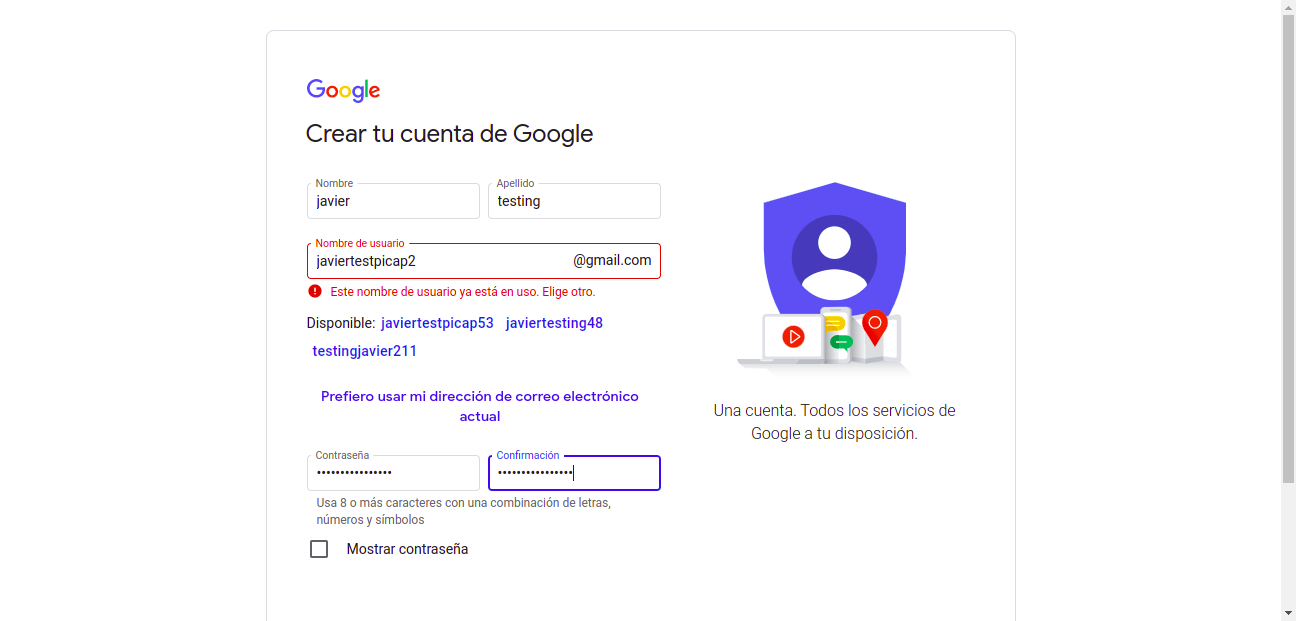 Google
Crear tu cuenta de Google
Nombre
javier
Apellido
testing
Nombre de usuario
javiertestpicap2 @gmail.com
Este nombre de usuario ya está en uso. Elige otro.
Disponible: javiertestpicap53 javiertesting48
testingjavier211
Prefiero usar mi dirección de correo electrónico
actual
Contraseña
••••••••••••••••
Confirmación
••••••••••••••••
Usa 8 o más caracteres con una combinación de letras,
números y símbolos
Mostrar contraseña
Una cuenta. Todos los servicios de
Google a tu disposición.